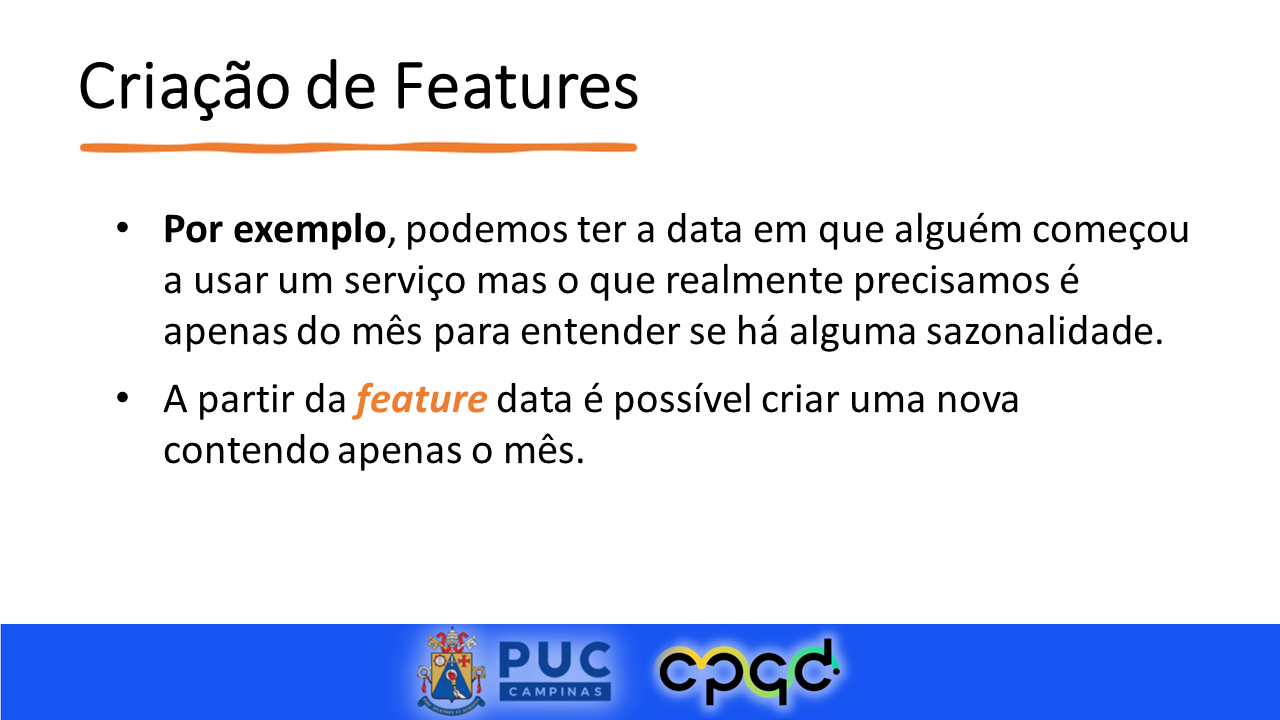 Criação de Features
• Por exemplo, podemos ter a data em que alguém começou
a usar um serviço mas o que realmente precisamos é
apenas do mês para entender se há alguma sazonalidade.
• A partir da feature data é possível criar uma nova
contendo apenas o mês.
PUC
CAMPINAS
cpqd